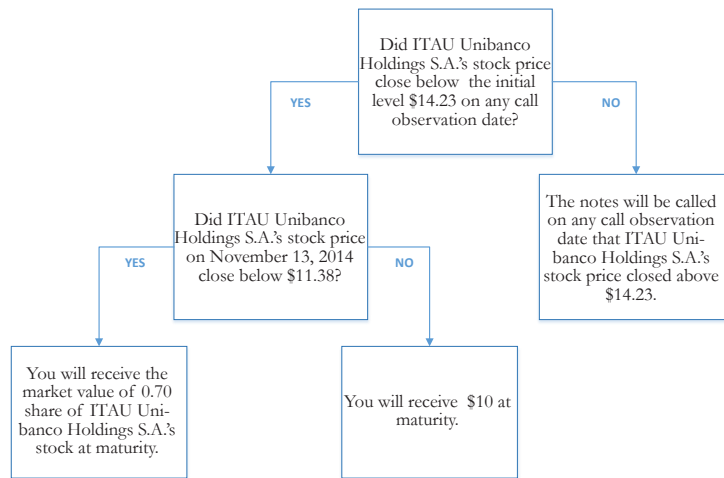 Did ITAU Unibanco
Holdings S.A.'s stock price
close below the initial
level $14.23 on any call
observation date?
YES
NO
Did ITAU Unibanco
Holdings S.A.'s stock price
on November 13, 2014
close below $11.38?
The notes will be called
on any call observation
date that ITAU Uni-
banco Holdings S.A.'s
stock price closed above
$14.23.
YES
NO
You will receive the
market value of 0.70
share of ITAU Uni-
banco Holdings S.A.'s
stock at maturity.
You will receive $10 at
maturity.